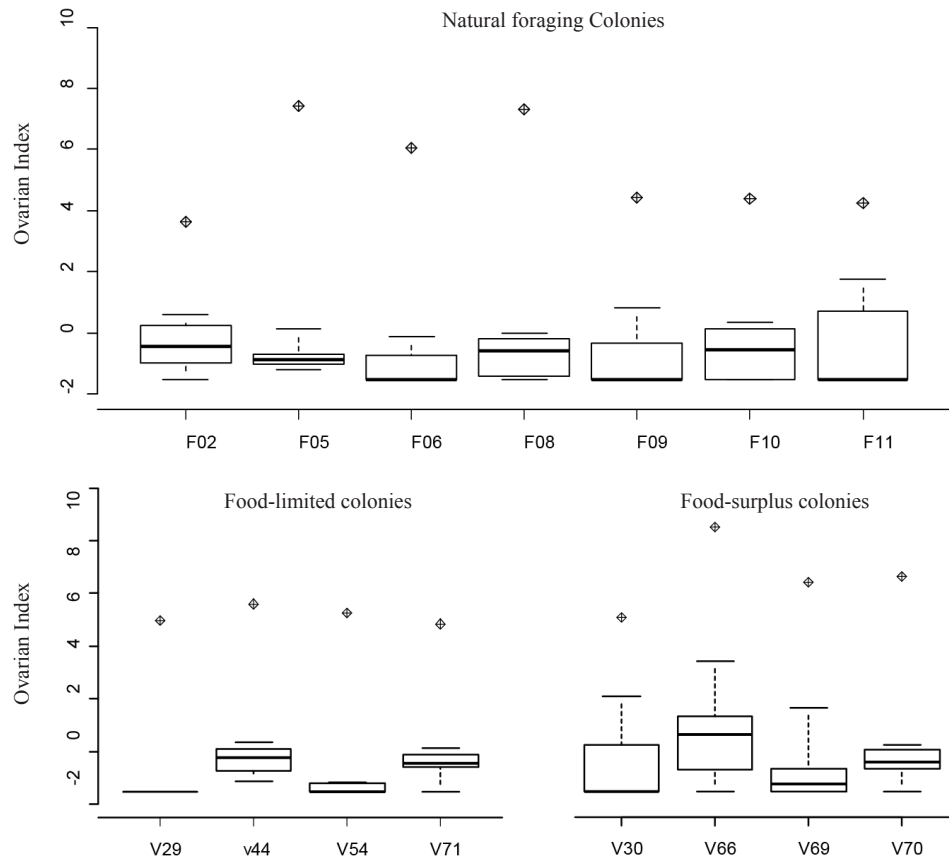 Natural foraging Colonies
Ovarian Index
10
8
6
4
2
0
-2
F02 F05 F06 F08 F09 F10 F11
Food-limited colonies
Food-surplus colonies
Ovarian Index
10
8
6
4
2
0
-2
V29 v44 V54 V71
V30 V66 V69 V70